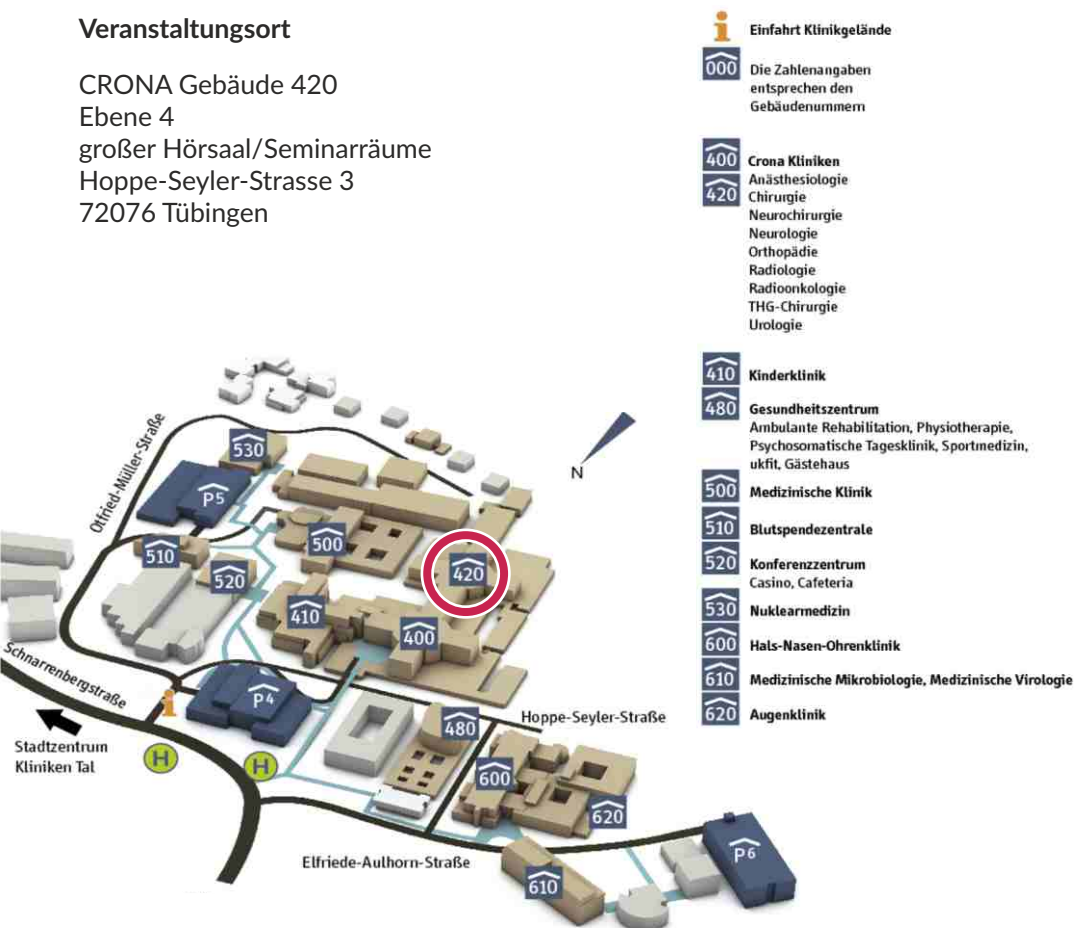 Veranstaltungsort
CRONA Gebäude 420
Ebene 4
großer Hörsaal/Seminarräume
Hoppe-Seyler-Strasse 3
72076 Tübingen
i Einfahrt Klinikgelände
000 Die Zahlenangaben
entsprechen den
Gebäudenummern
400 Crona Kliniken
420 Anästhesiologie
Chirurgie
Neurochirurgie
Neurologie
Orthopädie
Radiologie
Radioonkologie
THG-Chirurgie
Urologie
410 Kinderklinik
480 Gesundheitszentrum
Ambulante Rehabilitation, Physiotherapie,
Psychosomatische Tagesklinik, Sportmedizin,
ukfit, Gästehaus
500 Medizinische Klinik
510 Blutspendezentrale
520 Konferenzzentrum
Casino, Cafeteria
530 Nuklearmedizin
600 Hals-Nasen-Ohrenklinik
610 Medizinische Mikrobiologie, Medizinische Virologie
620 Augenklinik
Otfried-Müller-Straße
530
N
P5
500
510
520
420
410
400
Schnarrenbergstraße
i
P4
Hoppe-Seyler-Straße
480
Stadtzentrum
Kliniken Tal
H
H
600
620
Elfriede-Aulhorn-Straße
P6
610